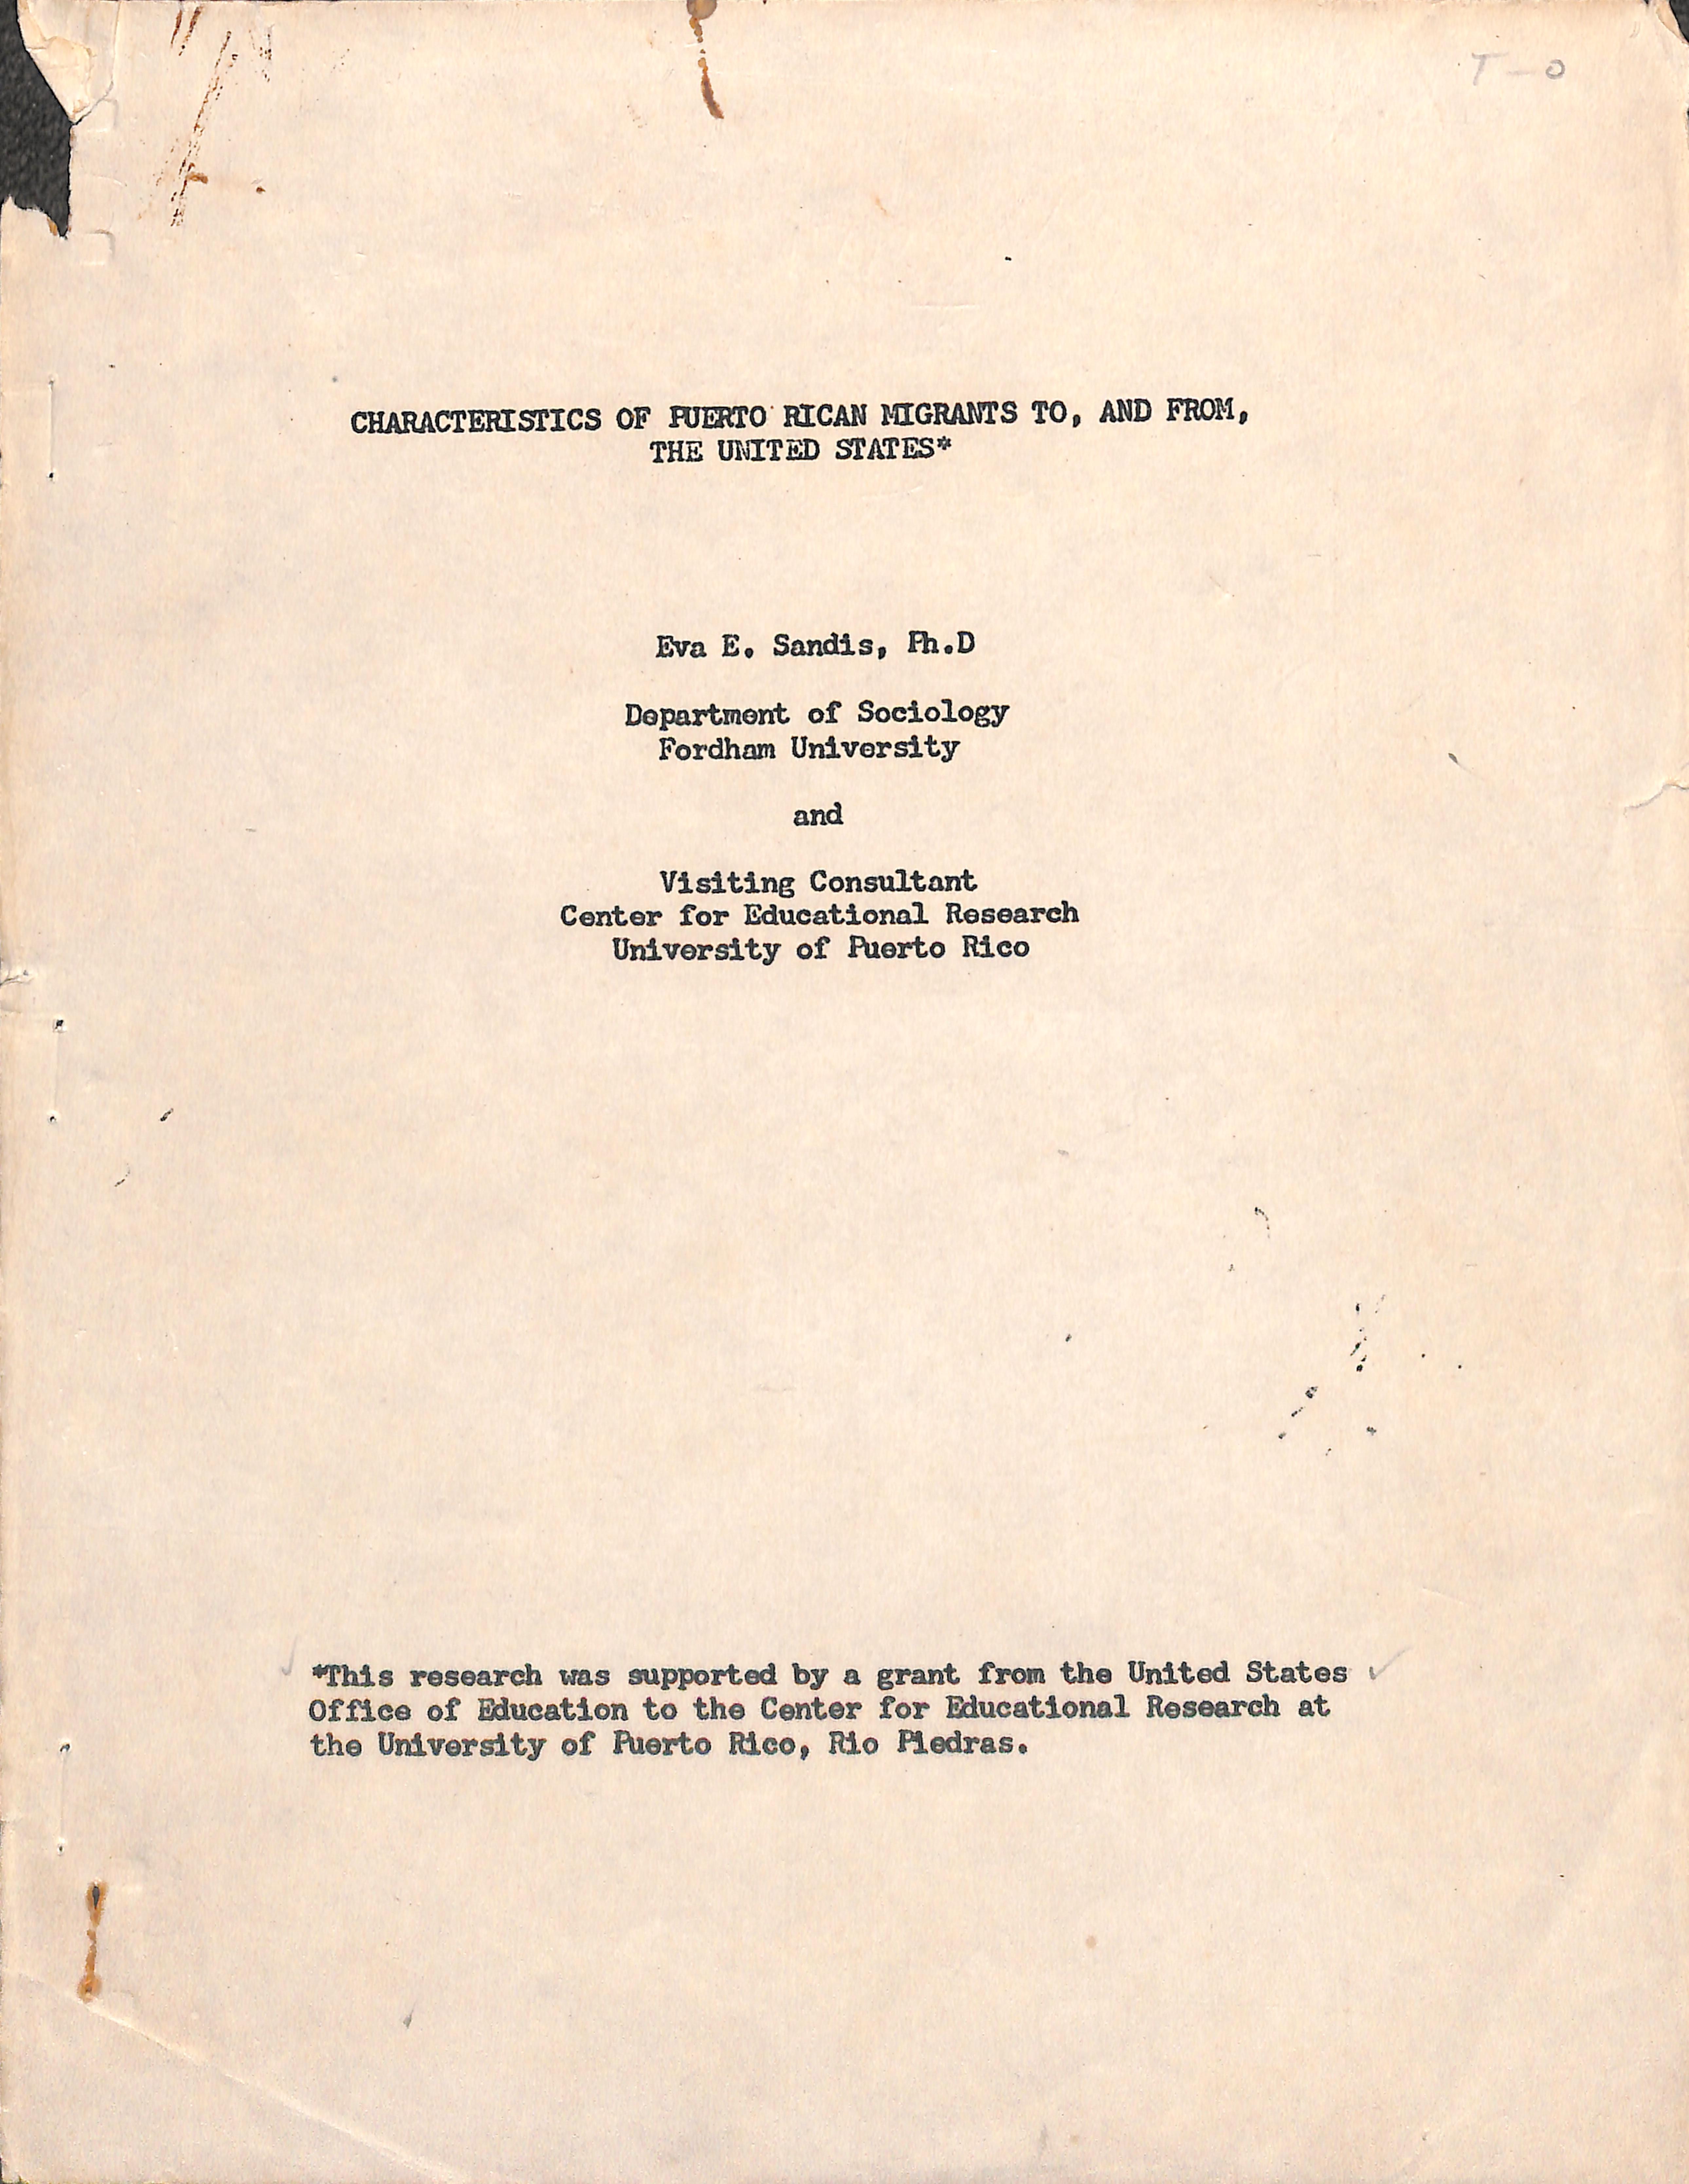 T-0
CHARACTERISTICS OF PUERTO RICAN MIGRANTS TO, AND FROM,
THE UNITED STATES*
Eva E. Sandis, Ph.D
Department of Sociology
Fordham University
and
Visiting Consultant
Center for Educational Research
University of Puerto Rico
*This research was supported by a grant from the United States
Office of Education to the Center for Educational Research at
the University of Puerto Rico, Rio Piedras.